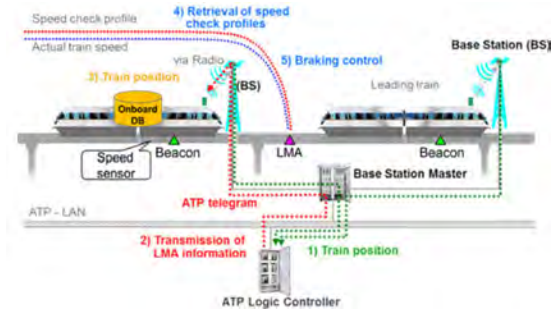 Speed check profile
Actual train speed
4) Retrieval of speed
check profiles
via Radio
5) Braking control
Base Station (BS)
3) Train position
(BS)
Leading train
Onboard
DB
Speed
sensor
Beacon
LMA
Beacon
Base Station Master
ATP telegram
ATP - LAN
2) Transmission of
LMA information
1) Train position
ATP Logic Controller